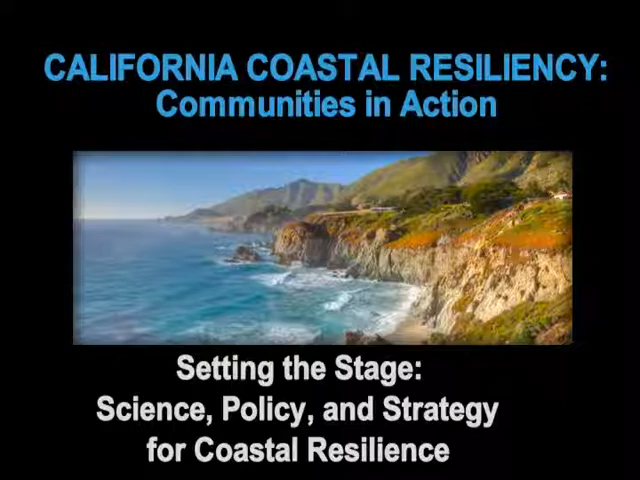 CALIFORNIA COASTAL RESILIENCY:
Communities in Action
Setting the Stage:
Science, Policy, and Strategy
for Coastal Resilience